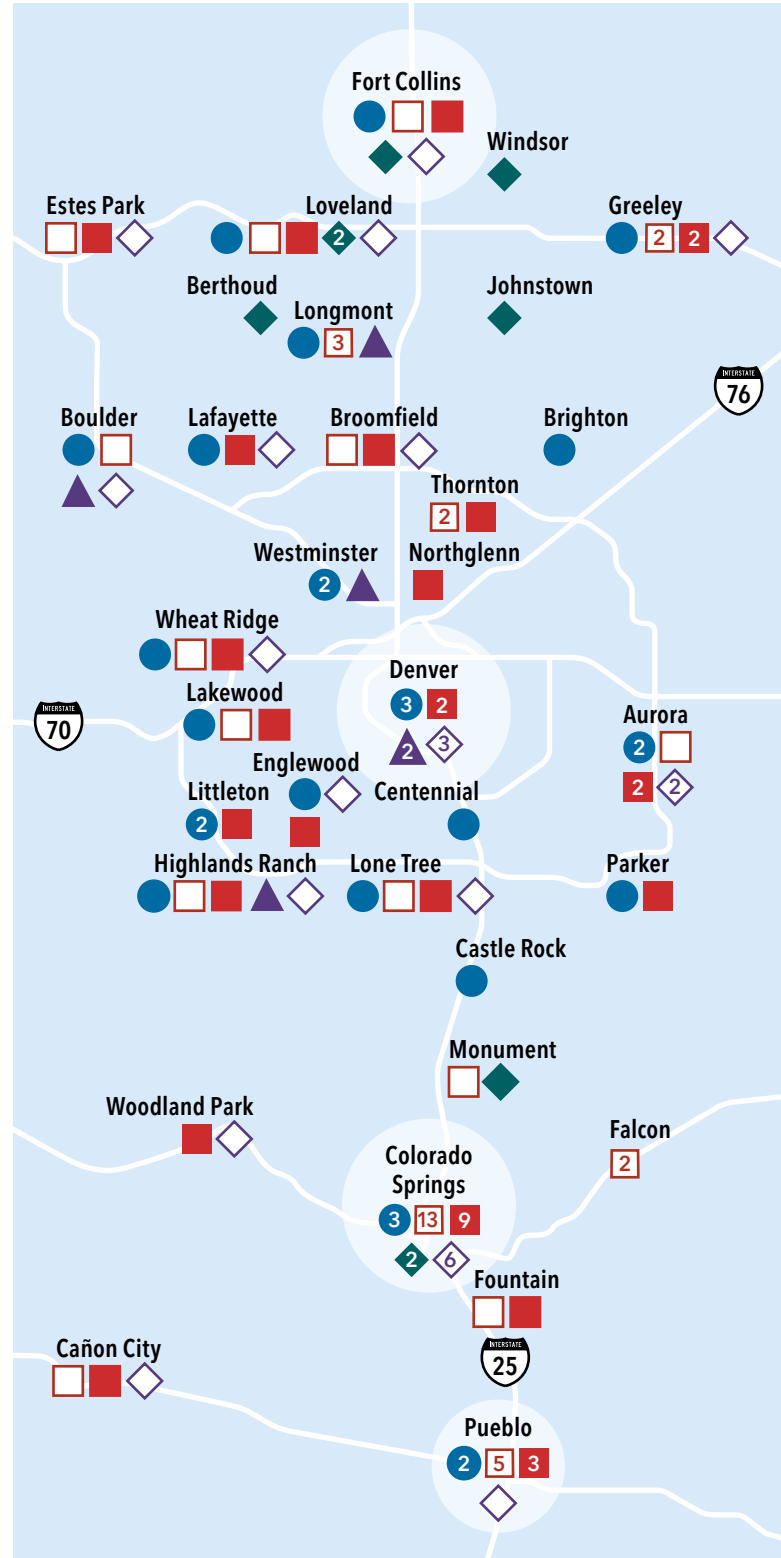 Fort Collins
Windsor
Estes Park
Loveland
2
Greeley
2 2
Berthoud
Longmont
3
Johnstown
INTERSTATE
76
Boulder
Lafayette
Broomfield
Brighton
Thornton
2
Westminster
2
Northglenn
Wheat Ridge
Denver
3 2
2 3
Lakewood
INTERSTATE
70
Aurora
2
2 2
Englewood
Littleton
2
Centennial
Highlands Ranch
Lone Tree
Parker
Castle Rock
Monument
Woodland Park
Falcon
2
Colorado
Springs
3 13 9
2 6
Fountain
INTERSTATE
25
Cañon City
Pueblo
2 5 3